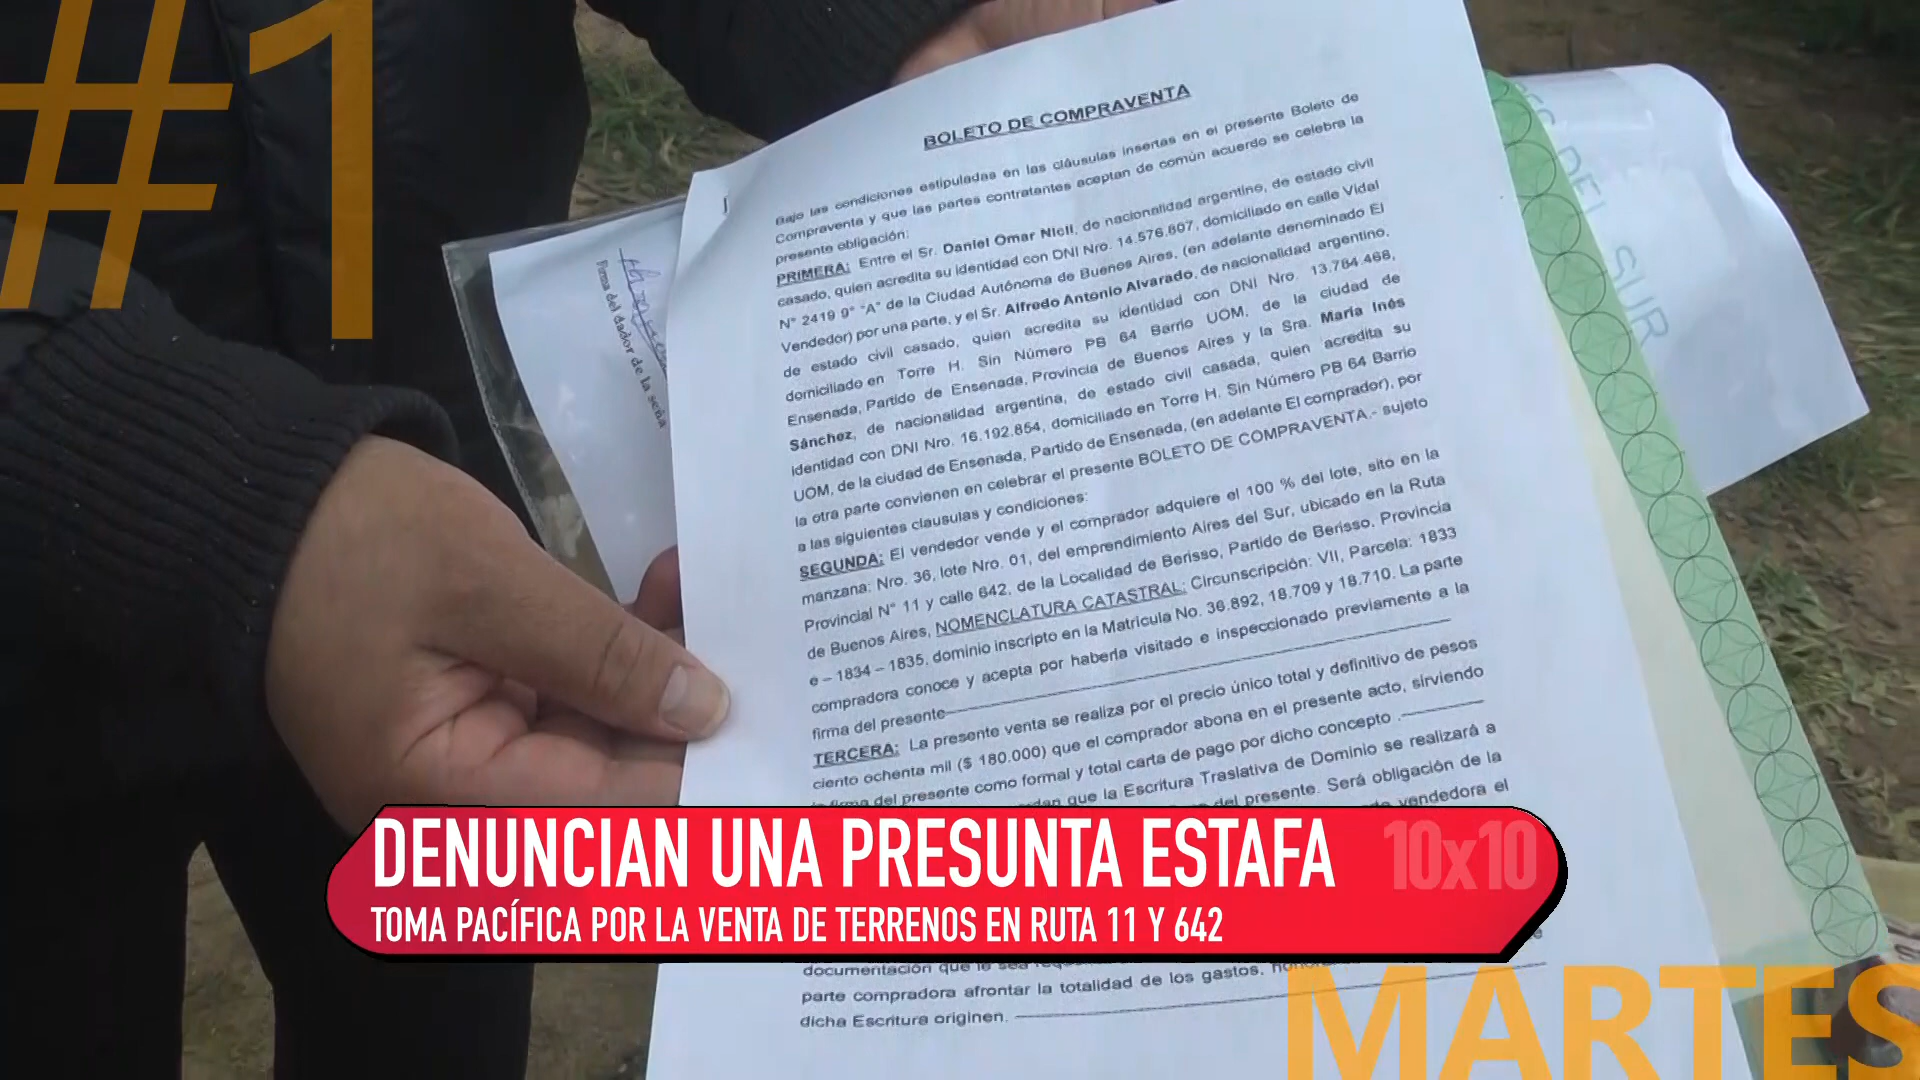 #1
BOLETO DE COMPRAVENTA
Bajo las condiciones estipuladas en las cláusulas insertas en el presente Boleto de
Compraventa y que las partes contratantes aceptan de común acuerdo se celebra la
presente obligación:
PRIMERA: Entre el Sr. Daniel Omar Nieli, de nacionalidad argentino, de estado civil
casado, quien acredita su identidad con DNI Nro. 14.576.807, domiciliado en calle Vidal
N° 2419 9° "A" de la Ciudad Autónoma de Buenos Aires, (en adelante denominado El
Vendedor) por una parte, y el Sr. Alfredo Antonio Alvarado, de nacionalidad argentino,
de estado civil casado, quien acredita su identidad con DNI Nro. 13.784.468,
domiciliado en Torre H. Sin Número PB 64 Barrio UOM, de la ciudad de
Ensenada, Partido de Ensenada, Provincia de Buenos Aires y la Sra. María Inés
Sánchez, de nacionalidad argentina, de estado civil casada, quien acredita su
identidad con DNI Nro. 16.192.854, domiciliado en Torre H. Sin Número PB 64 Barrio
UOM, de la ciudad de Ensenada, Partido de Ensenada, (en adelante El comprador), por
la otra parte convienen en celebrar el presente BOLETO DE COMPRAVENTA.- sujeto
a las siguientes clausulas y condiciones:
SEGUNDA: El vendedor vende y el comprador adquiere el 100 % del lote, sito en la
manzana: Nro. 36, lote Nro. 01, del emprendimiento Aires del Sur, ubicado en la Ruta
Provincial N° 11 y calle 642, de la Localidad de Berisso, Partido de Berisso, Provincia
de Buenos Aires, NOMENCLATURA CATASTRAL: Circunscripción: VII, Parcela: 1833
e – 1834 – 1835, dominio inscripto en la Matricula No. 36.892, 18.709 y 18.710. La parte
compradora conoce y acepta por haberla visitado e inspeccionado previamente a la
firma del presente
TERCERA: La presente venta se realiza por el precio único total y definitivo de pesos
ciento ochenta mil ($ 180.000) que el comprador abona en el presente acto, sirviendo
la firma del presente como formal y total carta de pago por dicho concepto .-
que la Escritura Traslativa de Dominio se realizará a
del presente. Será obligación de la
vendedora el
documentación que le sea
parte compradora afrontar la totalidad de los gastos,
dicha Escritura originen.
Firma del dador de la seña
DEL SUR
DENUNCIAN UNA PRESUNTA ESTAFA
10x10
TOMA PACÍFICA POR LA VENTA DE TERRENOS EN RUTA 11 Y 642
MARTES